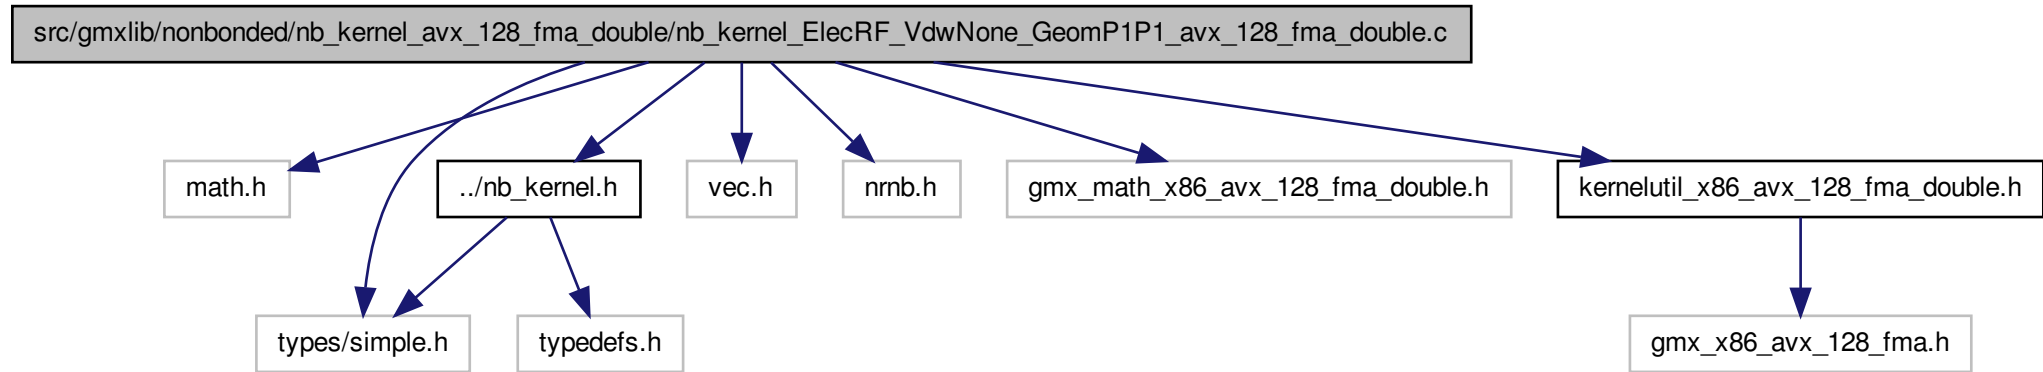 src/gmxlib/nonbonded/nb_kernel_avx_128_fma_double/nb_kernel_ElecRF_VdwNone_GeomP1P1_avx_128_fma_double.c
math.h
../nb_kernel.h
vec.h
nrnb.h
gmx_math_x86_avx_128_fma_double.h
kernelutil_x86_avx_128_fma_double.h
types/simple.h
typedefs.h
gmx_x86_avx_128_fma.h